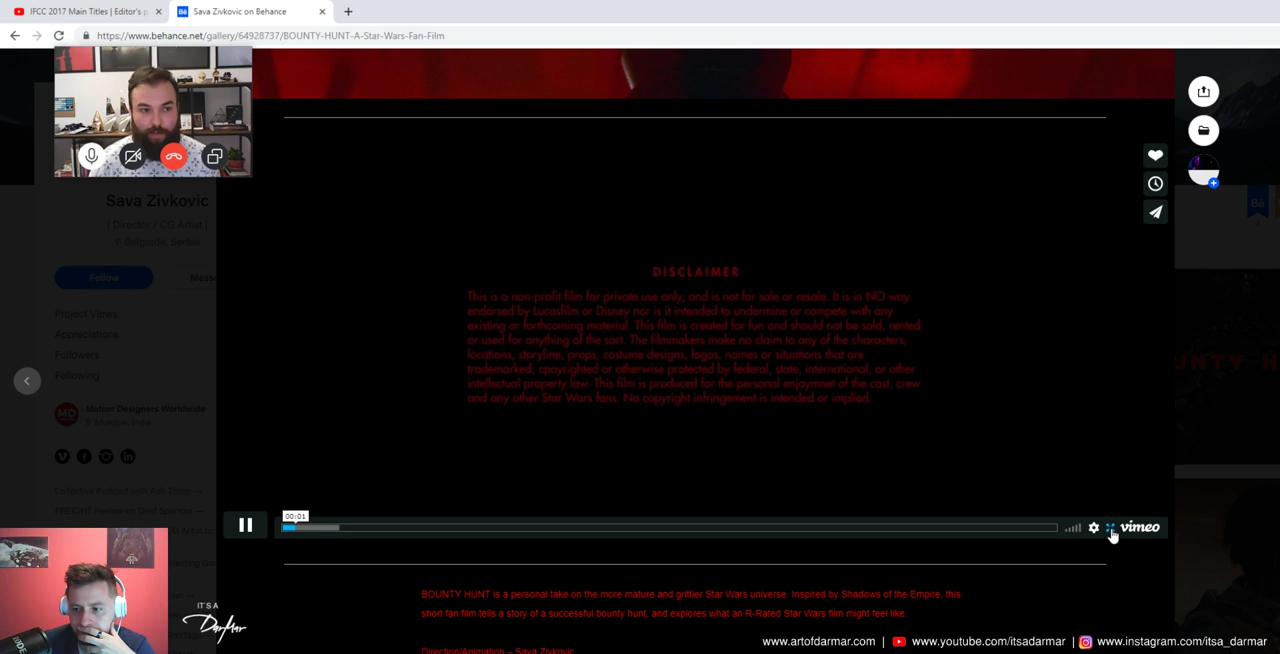 IFCC 2017 Main Titles | Editor's p
Sava Zivkovic on Behance
https://www.behance.net/gallery/64928737/BOUNTY-HUNT-A-Star-Wars-Fan-Film
Sava Zivkovic
| Director / CG Artist |
Belgrade, Serbia
Follow
Messa
Project Views
Appreciations
Followers
Following
MD
Motion Designers Worldwide
Mumbai, India
Bē
DISCLAIMER
This is a non-profit film for private use only, and is not for sale or resale. It is in NO way
endorsed by Lucasfilm or Disney nor is it intended to undermine or compete with any
existing or forthcoming material. This film is created for fun and should not be sold, rented
or used for anything of the sort. The filmmakers make no claim to any of the characters,
locations, storyline, props, costume designs, logos, names or situations that are
trademarked, cpoyrighted or otherwise protected by federal, state, international, or other
intellectual property law. This film is produced for the personal enjoymnet of the cast, crew
and any other Star Wars fans. No copyright infringement is intended or implied.
00:01
vimeo
BOUNTY HUNT is a personal take on the more mature and grittier Star Wars universe. Inspired by Shadows of the Empire, this
short fan film tells a story of a successful bounty hunt, and explores what an R-Rated Star Wars film might feel like.
Direction/Animation – Sava Zivkovic
IT'S A
DarMar
www.artofdarmar.com | www.youtube.com/itsadarmar | www.instagram.com/itsa_darmar